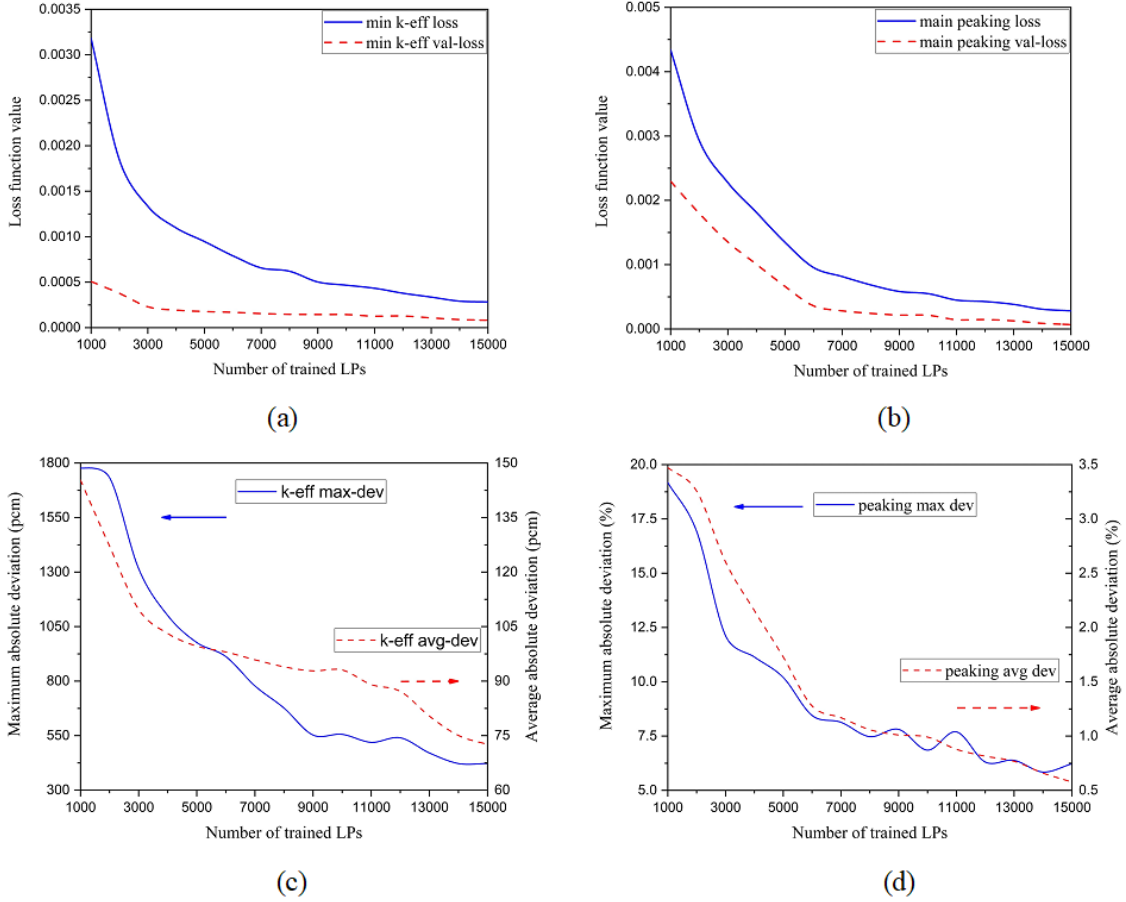 0.0035
0.0030
0.0025
0.0020
0.0015
0.0010
0.0005
0.0000
Loss function value
min k-eff loss
min k-eff val-loss
1000 3000 5000 7000 9000 11000 13000 15000
Number of trained LPs
(a)
0.005
0.004
0.003
0.002
0.001
0.000
Loss function value
main peaking loss
main peaking val-loss
1000 3000 5000 7000 9000 11000 13000 15000
Number of trained LPs
(b)
1800
1550
1300
1050
800
550
300
Maximum absolute deviation (pcm)
k-eff max-dev
k-eff avg-dev
150
135
120
105
90
75
60
Average absolute deviation (pcm)
1000 3000 5000 7000 9000 11000 13000 15000
Number of trained LPs
(c)
20.0
17.5
15.0
12.5
10.0
7.5
5.0
Maximum absolute deviation (%)
peaking max dev
peaking avg dev
3.5
3.0
2.5
2.0
1.5
1.0
0.5
Average absolute deviation (%)
1000 3000 5000 7000 9000 11000 13000 15000
Number of trained LPs
(d)